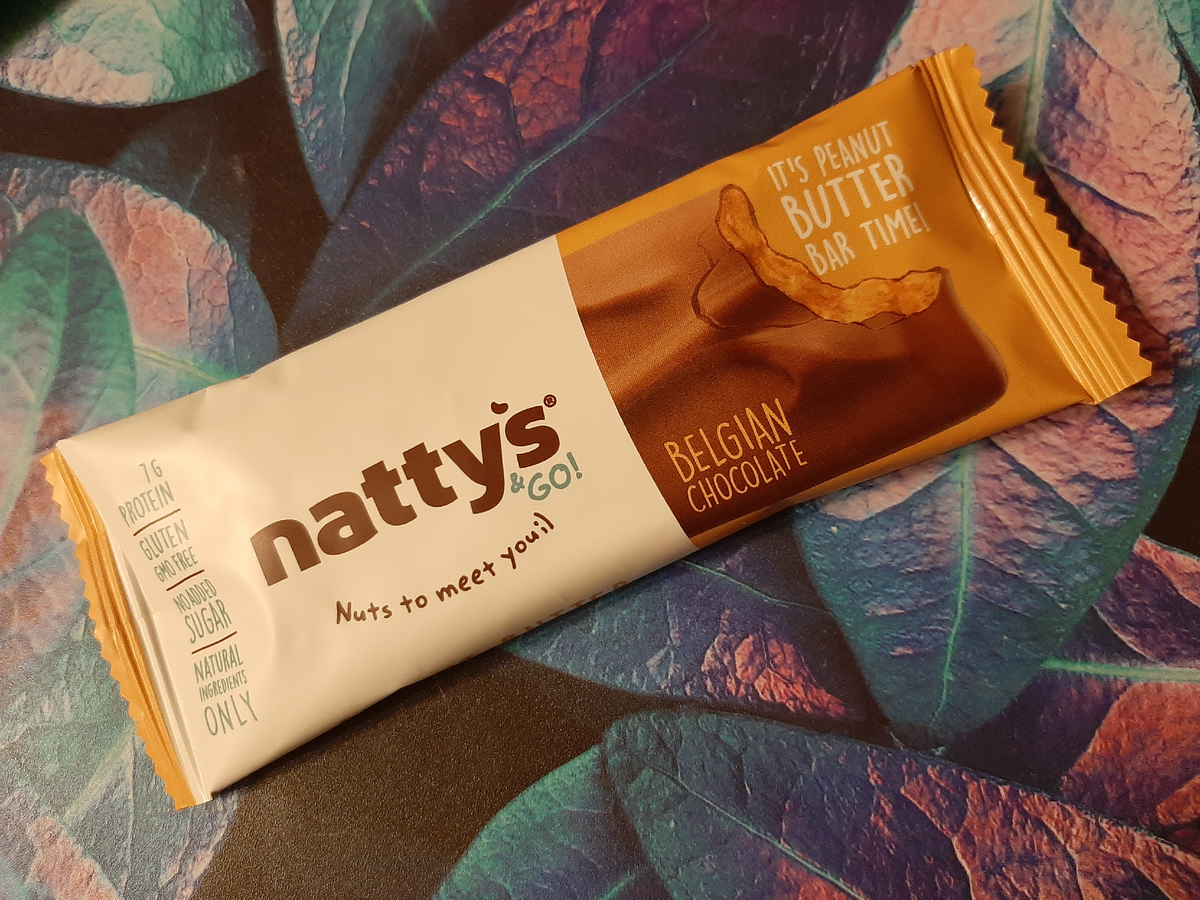 7G
PROTEIN
GLUTEN
GMO FREE
NO ADDED
SUGAR
NATURAL
INGREDIENTS
ONLY
natty's®
&GO!
Nuts to meet you:)
IT'S PEANUT
BUTTER
BAR TIME!
BELGIAN
CHOCOLATE